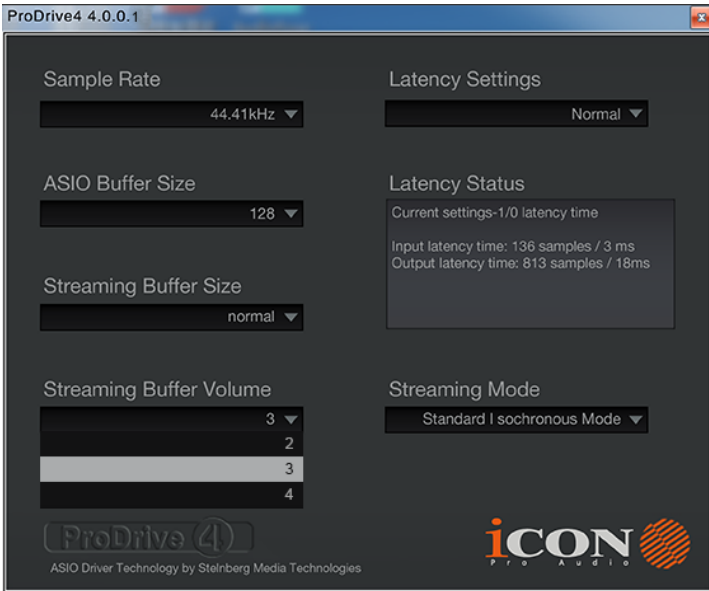 ProDrive4 4.0.0.1
Sample Rate
44.41kHz
ASIO Buffer Size
128
Streaming Buffer Size
normal
Streaming Buffer Volume
3
2
3
4
Latency Settings
Normal
Latency Status
Current settings-1/0 latency time
Input latency time: 136 samples / 3 ms
Output latency time: 813 samples / 18ms
Streaming Mode
Standard I sochronous Mode
ProDrive 4
ASIO Driver Technology by Stelnberg Media Technologies
iCON
Pro Audio